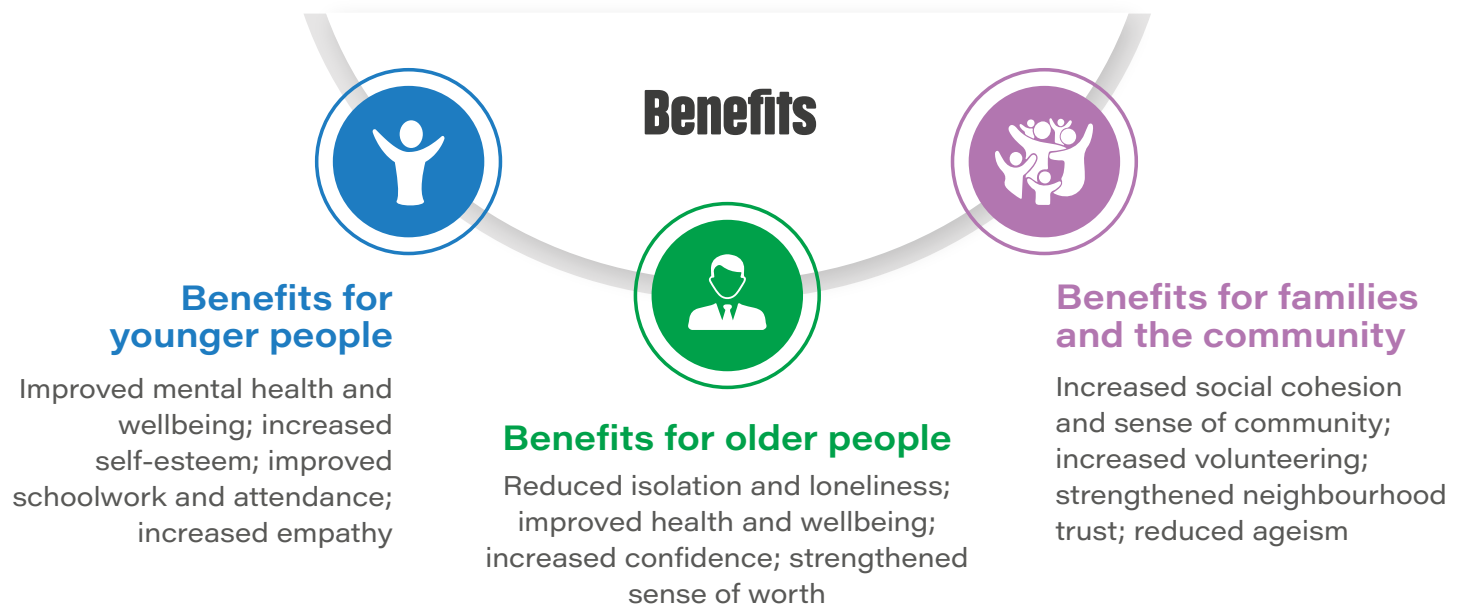 Benefits
Benefits for
younger people
Improved mental health and
wellbeing; increased
self-esteem; improved
schoolwork and attendance;
increased empathy
Benefits for older people
Reduced isolation and loneliness;
improved health and wellbeing;
increased confidence; strengthened
sense of worth
Benefits for families
and the community
Increased social cohesion
and sense of community;
increased volunteering;
strengthened neighbourhood
trust; reduced ageism